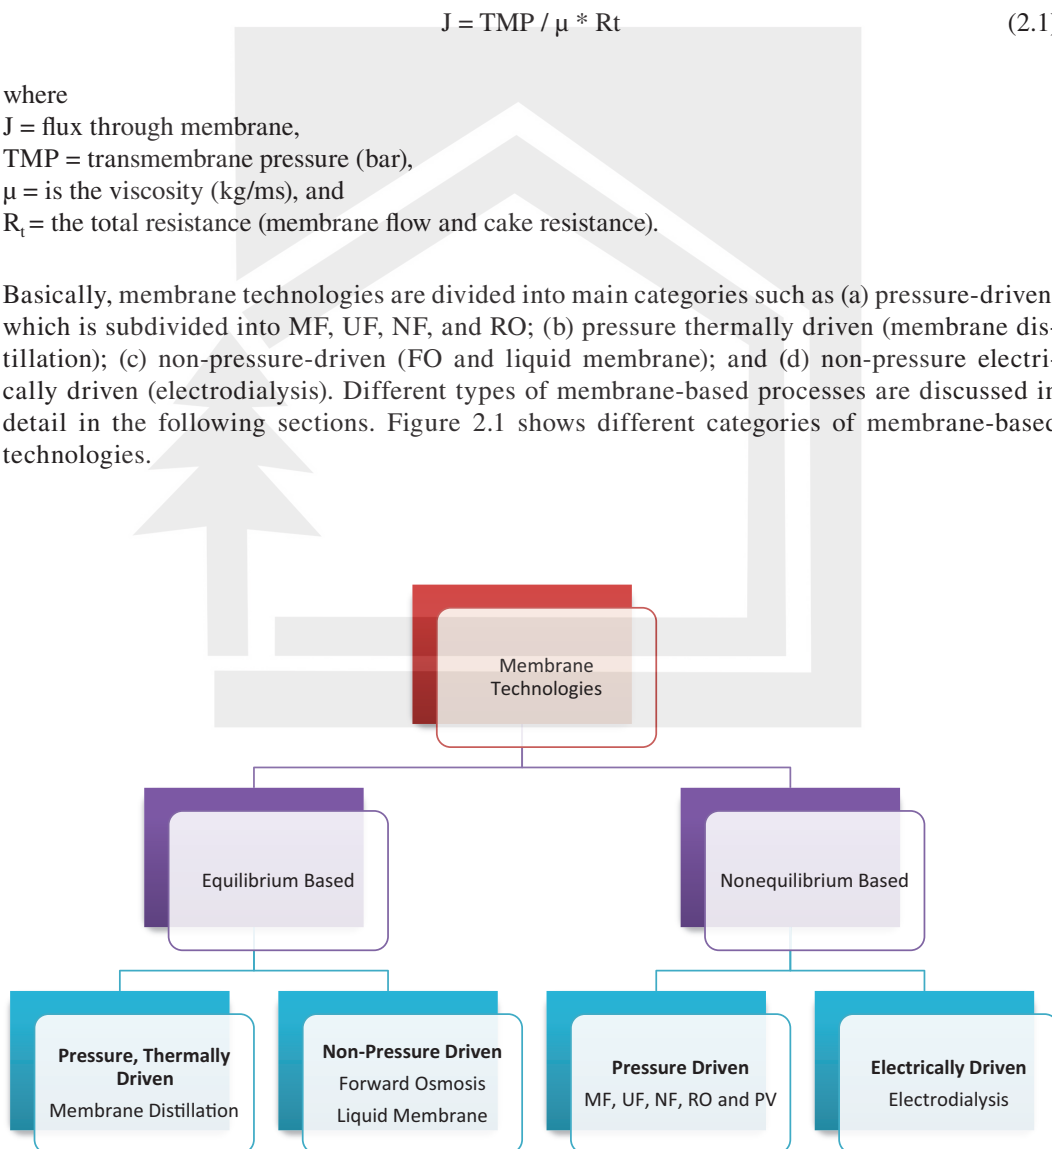 J = TMP / μ * Rt (2.1)
where
J = flux through membrane,
TMP = transmembrane pressure (bar),
μ = is the viscosity (kg/ms), and
Rt = the total resistance (membrane flow and cake resistance).
Basically, membrane technologies are divided into main categories such as (a) pressure-driven
which is subdivided into MF, UF, NF, and RO; (b) pressure thermally driven (membrane dis-
tillation); (c) non-pressure-driven (FO and liquid membrane); and (d) non-pressure electri-
cally driven (electrodialysis). Different types of membrane-based processes are discussed in
detail in the following sections. Figure 2.1 shows different categories of membrane-based
technologies.
Membrane
Technologies
Equilibrium Based
Nonequilibrium Based
Pressure, Thermally
Driven
Membrane Distillation
Non-Pressure Driven
Forward Osmosis
Liquid Membrane
Pressure Driven
MF, UF, NF, RO and PV
Electrically Driven
Electrodialysis